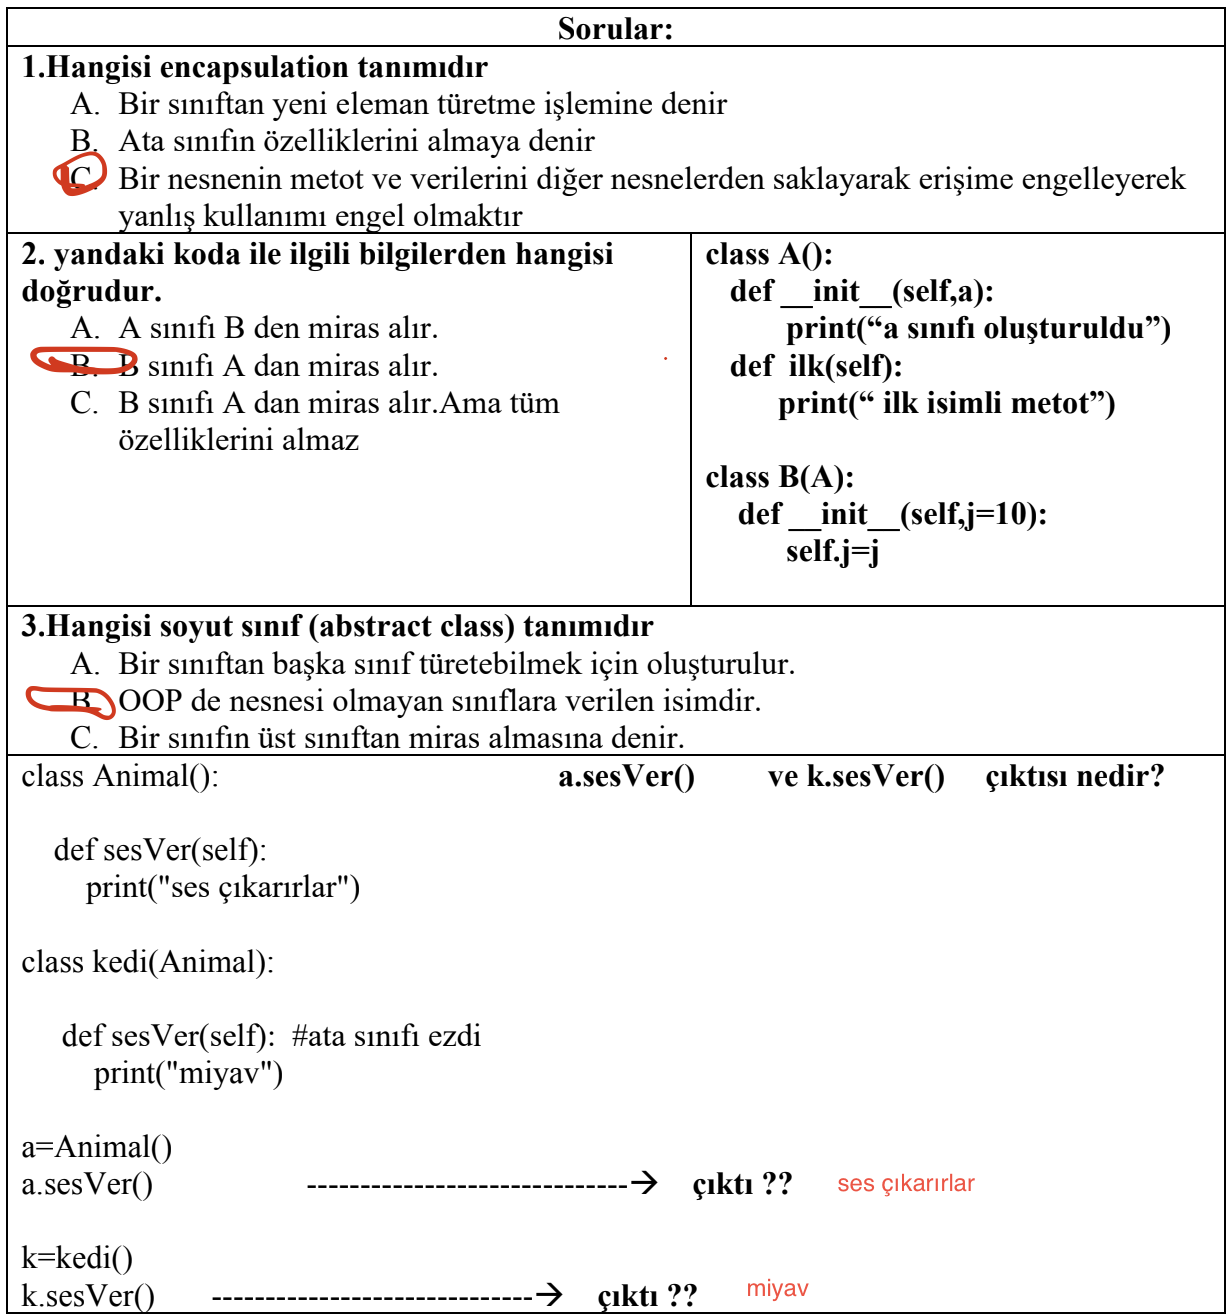 Sorular:
1.Hangisi encapsulation tanımıdır
A. Bir sınıftan yeni eleman türetme işlemine denir
B. Ata sınıfın özelliklerini almaya denir
C. Bir nesnenin metot ve verilerini diğer nesnelerden saklayarak erişime engelleyerek
yanlış kullanımı engel olmaktır
2. yandaki koda ile ilgili bilgilerden hangisi
doğrudur.
A. A sınıfı B den miras alır.
B. B sınıfı A dan miras alır.
C. B sınıfı A dan miras alır.Ama tüm
özelliklerini almaz
class A():
def __init__(self,a):
print(“a sınıfı oluşturuldu”)
def ilk(self):
print(“ ilk isimli metot”)
class B(A):
def __init__(self,j=10):
self.j=j
3.Hangisi soyut sınıf (abstract class) tanımıdır
A. Bir sınıftan başka sınıf türetebilmek için oluşturulur.
B. OOP de nesnesi olmayan sınıflara verilen isimdir.
C. Bir sınıfın üst sınıftan miras almasına denir.
class Animal(): a.sesVer() ve k.sesVer() çıktısı nedir?
def sesVer(self):
print("ses çıkarırlar")
class kedi(Animal):
def sesVer(self): #ata sınıfı ezdi
print("miyav")
a=Animal()
a.sesVer() ------------------------------→ çıktı ?? ses çıkarırlar
k=kedi()
k.sesVer() ------------------------------→ çıktı ?? miyav